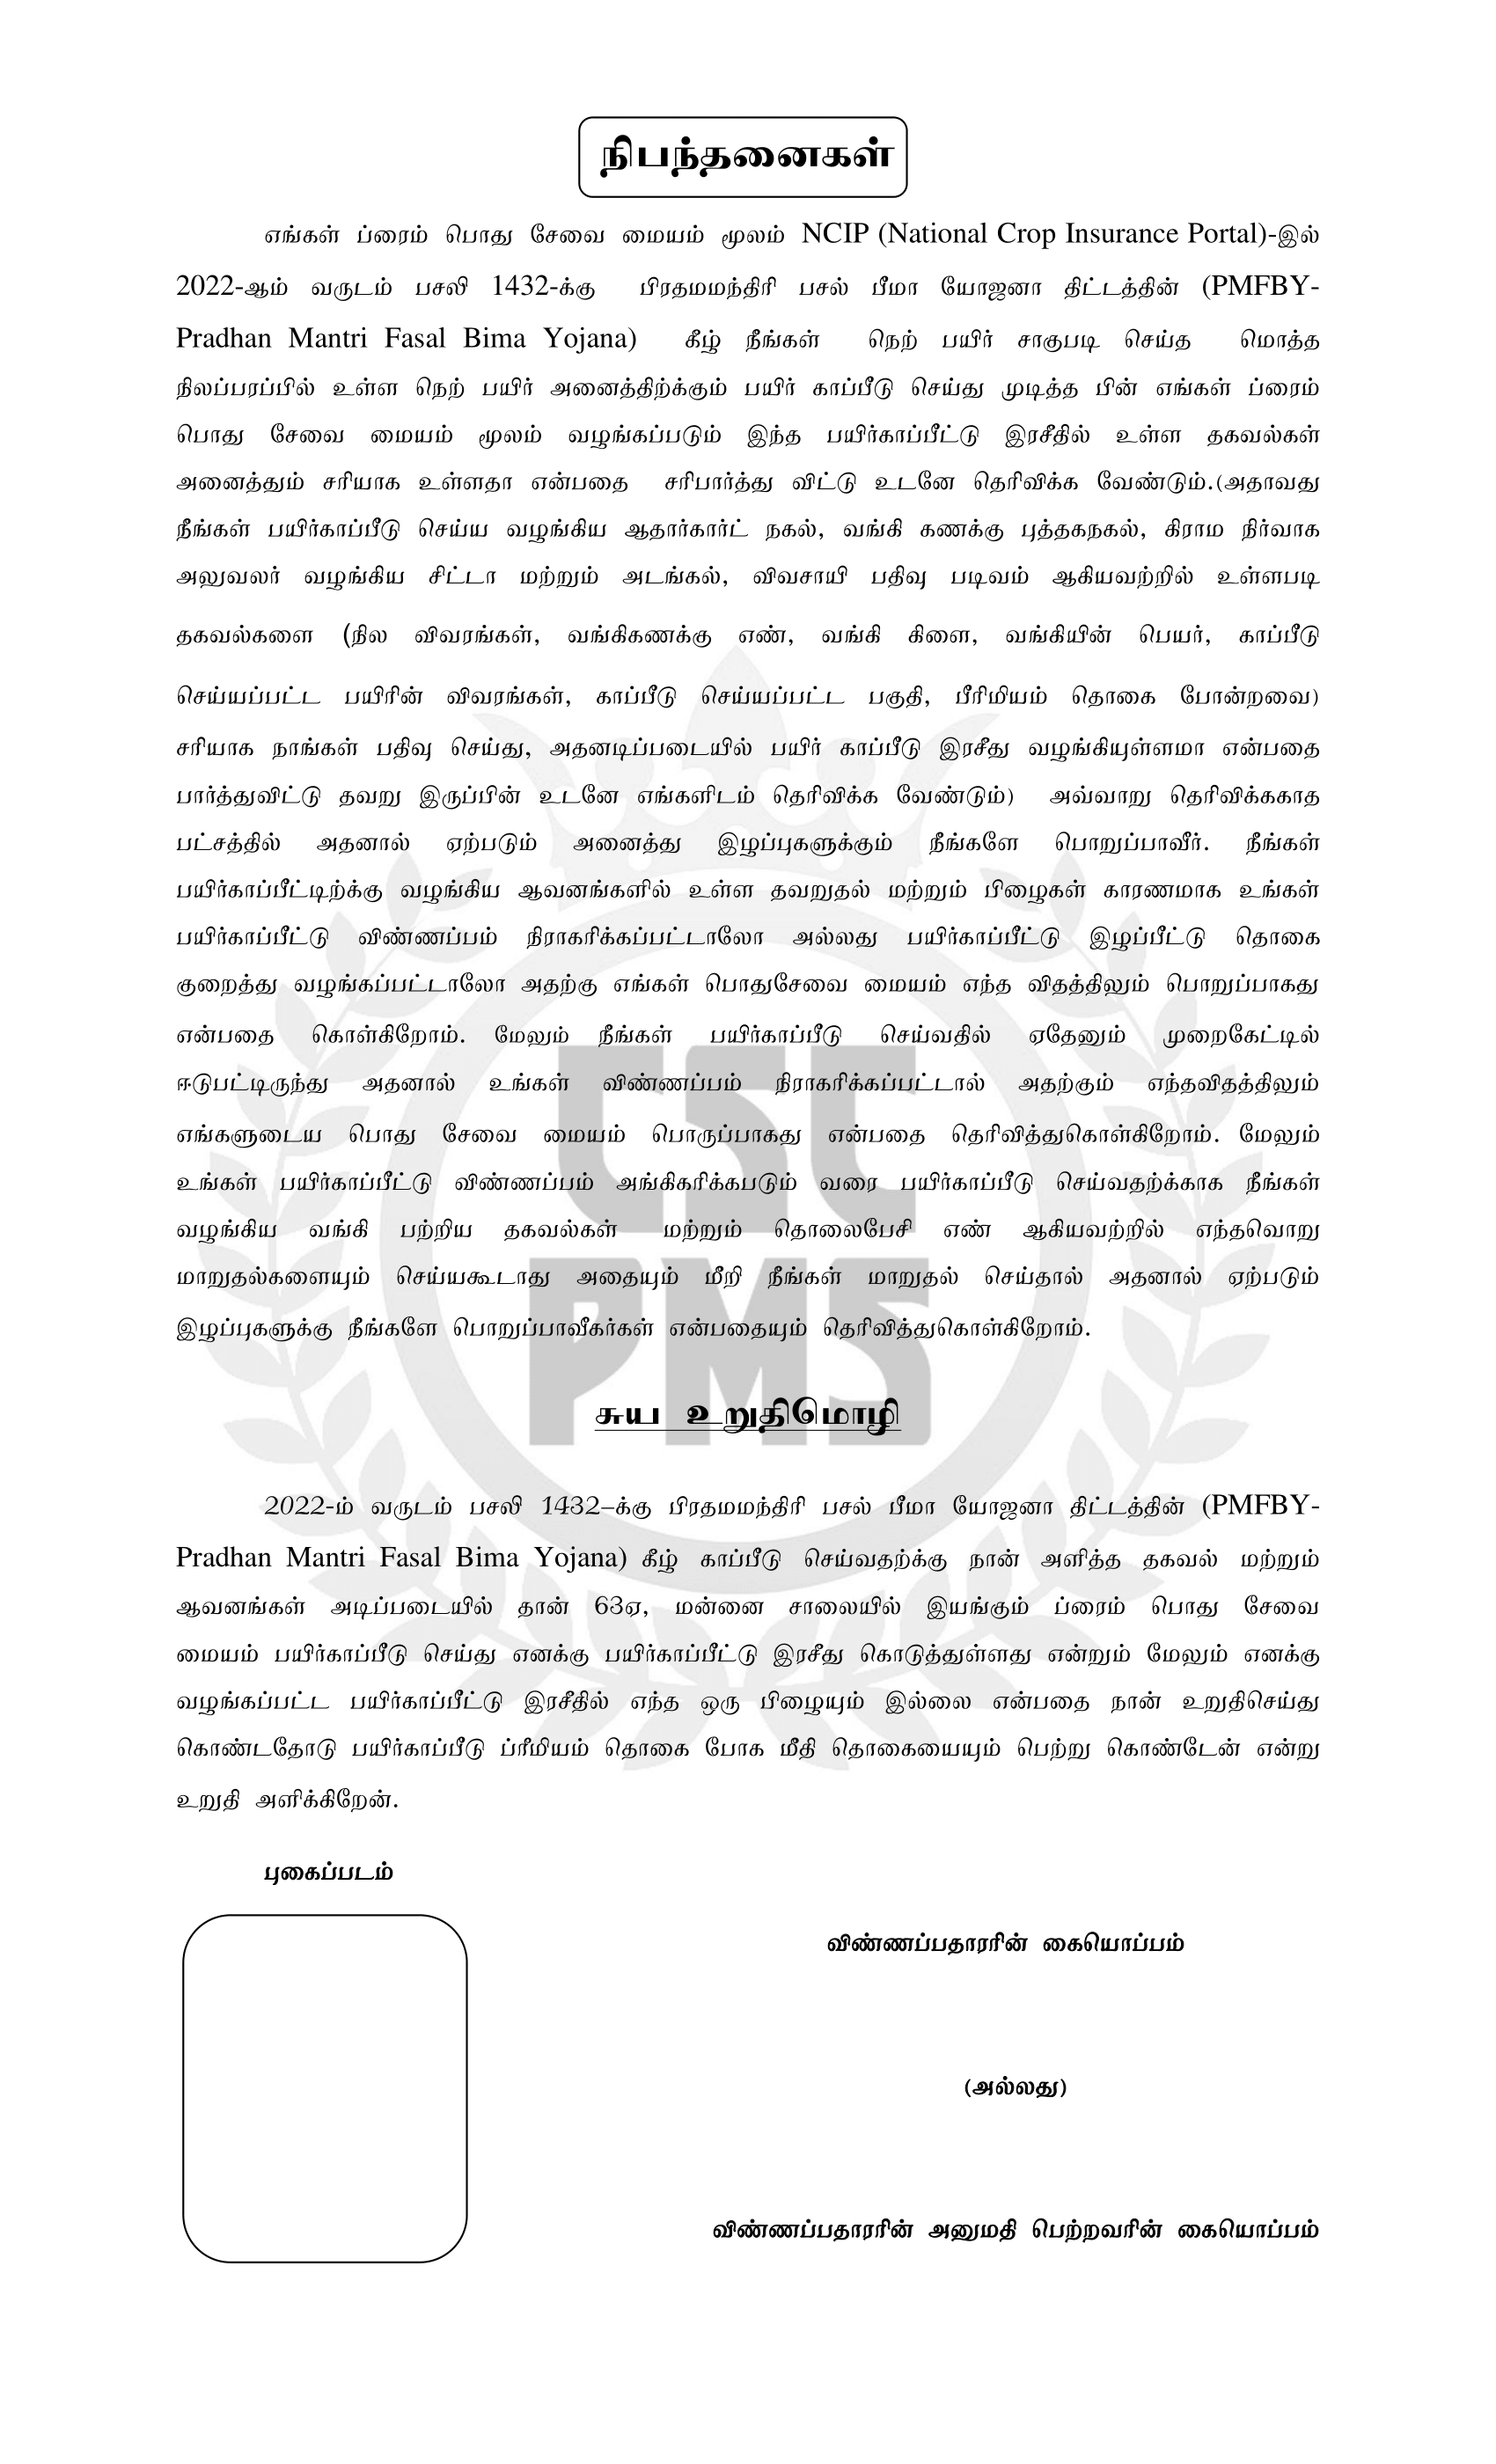 நிபந்தனைகள்
எங்கள் ப்ரைம் பொது சேவை மையம் மூலம் NCIP (National Crop Insurance Portal)-இல்
2022-ஆம் வருடம் பசலி 1432-க்கு பிரதமமந்திரி பசல் பீமா யோஜனா திட்டத்தின் (PMFBY-
Pradhan Mantri Fasal Bima Yojana) கீழ் நீங்கள் நெற் பயிர் சாகுபடி செய்த மொத்த
நிலப்பரப்பில் உள்ள நெற் பயிர் அனைத்திற்க்கும் பயிர் காப்பீடு செய்து முடித்த பின் எங்கள் ப்ரைம்
பொது சேவை மையம் மூலம் வழங்கப்படும் இந்த பயிர்காப்பீட்டு இரசீதில் உள்ள தகவல்கள்
அனைத்தும் சரியாக உள்ளதா என்பதை சரிபார்த்து விட்டு உடனே தெரிவிக்க வேண்டும்.(அதாவது
நீங்கள் பயிர்காப்பீடு செய்ய வழங்கிய ஆதார்கார்ட் நகல், வங்கி கணக்கு புத்தகநகல், கிராம நிர்வாக
அலுவலர் வழங்கிய சிட்டா மற்றும் அடங்கல், விவசாயி பதிவு படிவம் ஆகியவற்றில் உள்ளபடி
தகவல்களை (நில விவரங்கள், வங்கிகணக்கு எண், வங்கி கிளை, வங்கியின் பெயர், காப்பீடு
செய்யப்பட்ட பயிரின் விவரங்கள், காப்பீடு செய்யப்பட்ட பகுதி, பீரிமியம் தொகை போன்றவை)
சரியாக நாங்கள் பதிவு செய்து, அதனடிப்படையில் பயிர் காப்பீடு இரசீது வழங்கியுள்ளமா என்பதை
பார்த்துவிட்டு தவறு இருப்பின் உடனே எங்களிடம் தெரிவிக்க வேண்டும்) அவ்வாறு தெரிவிக்ககாத
பட்சத்தில் அதனால் ஏற்படும் அனைத்து இழப்புகளுக்கும் நீங்களே பொறுப்பாவீர். நீங்கள்
பயிர்காப்பீட்டிற்க்கு வழங்கிய ஆவனங்களில் உள்ள தவறுதல் மற்றும் பிழைகள் காரணமாக உங்கள்
பயிர்காப்பீட்டு விண்ணப்பம் நிராகரிக்கப்பட்டாலோ அல்லது பயிர்காப்பீட்டு இழப்பீட்டு தொகை
குறைத்து வழங்கப்பட்டாலோ அதற்கு எங்கள் பொதுசேவை மையம் எந்த விதத்திலும் பொறுப்பாகது
என்பதை கொள்கிறோம். மேலும் நீங்கள் பயிர்காப்பீடு செய்வதில் ஏதேனும் முறைகேட்டில்
ஈடுபட்டிருந்து அதனால் உங்கள் விண்ணப்பம் நிராகரிக்கப்பட்டால் அதற்கும் எந்தவிதத்திலும்
எங்களுடைய பொது சேவை மையம் பொருப்பாகது என்பதை தெரிவித்துகொள்கிறோம். மேலும்
உங்கள் பயிர்காப்பீட்டு விண்ணப்பம் அங்கிகரிக்கபடும் வரை பயிர்காப்பீடு செய்வதற்க்காக நீங்கள்
வழங்கிய வங்கி பற்றிய தகவல்கள் மற்றும் தொலைபேசி எண் ஆகியவற்றில் எந்தவொறு
மாறுதல்களையும் செய்யகூடாது அதையும் மீறி நீங்கள் மாறுதல் செய்தால் அதனால் ஏற்படும்
இழப்புகளுக்கு நீங்களே பொறுப்பாவீகர்கள் என்பதையும் தெரிவித்துகொள்கிறோம்.
CSC
PMS
சுய உறுதிமொழி
2022-ம் வருடம் பசலி 1432–க்கு பிரதமமந்திரி பசல் பீமா யோஜனா திட்டத்தின் (PMFBY-
Pradhan Mantri Fasal Bima Yojana) கீழ் காப்பீடு செய்வதற்க்கு நான் அளித்த தகவல் மற்றும்
ஆவனங்கள் அடிப்படையில் தான் 63ஏ, மன்னை சாலையில் இயங்கும் ப்ரைம் பொது சேவை
மையம் பயிர்காப்பீடு செய்து எனக்கு பயிர்காப்பீட்டு இரசீது கொடுத்துள்ளது என்றும் மேலும் எனக்கு
வழங்கப்பட்ட பயிர்காப்பீட்டு இரசீதில் எந்த ஒரு பிழையும் இல்லை என்பதை நான் உறுதிசெய்து
கொண்டதோடு பயிர்காப்பீடு ப்ரீமியம் தொகை போக மீதி தொகையையும் பெற்று கொண்டேன் என்று
உறுதி அளிக்கிறேன்.
புகைப்படம்
விண்ணப்பதாரரின் கையொப்பம்
(அல்லது)
விண்ணப்பதாரரின் அனுமதி பெற்றவரின் கையொப்பம்